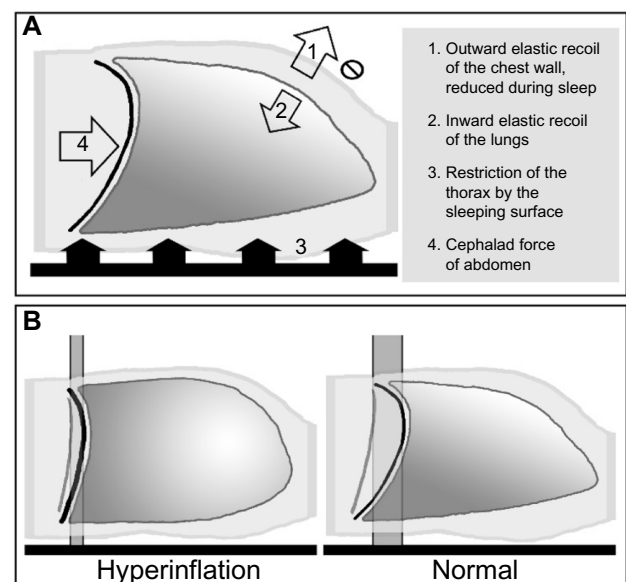 A
1
2
3
4
1. Outward elastic recoil
of the chest wall,
reduced during sleep
2. Inward elastic recoil
of the lungs
3. Restriction of the
thorax by the
sleeping surface
4. Cephalad force
of abdomen
B
Hyperinflation
Normal